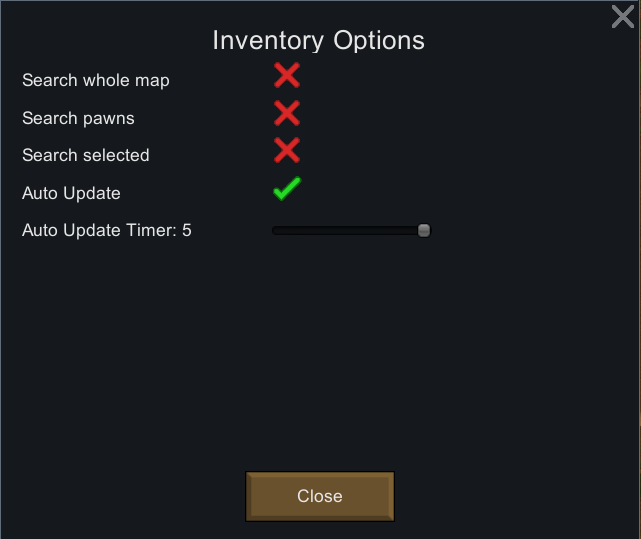 Inventory Options
Search whole map
Search pawns
Search selected
Auto Update
Auto Update Timer: 5
Close